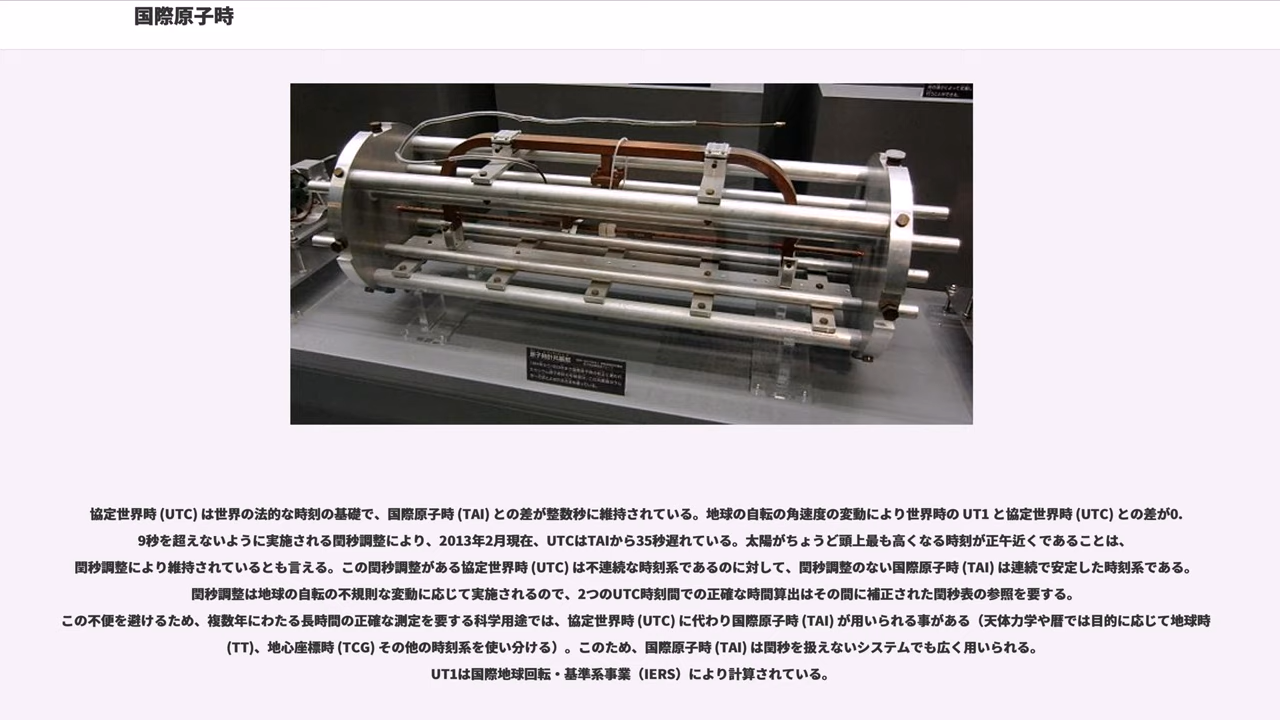 国際原子時
原子時計共鳴部
協定世界時 (UTC) は世界の法的な時刻の基礎で、国際原子時 (TAI) との差が整数秒に維持されている。地球の自転の角速度の変動により世界時の UT1 と協定世界時 (UTC) との差が0.
9秒を超えないように実施される閏秒調整により、2013年2月現在、UTCはTAIから35秒遅れている。太陽がちょうど頭上最も高くなる時刻が正午近くであることは、
閏秒調整により維持されているとも言える。この閏秒調整がある協定世界時 (UTC) は不連続な時刻系であるのに対して、閏秒調整のない国際原子時 (TAI) は連続で安定した時刻系である。
閏秒調整は地球の自転の不規則な変動に応じて実施されるので、2つのUTC時刻間での正確な時間算出はその間に補正された閏秒表の参照を要する。
この不便を避けるため、複数年にわたる長時間の正確な測定を要する科学用途では、協定世界時 (UTC) に代わり国際原子時 (TAI) が用いられる事がある（天体力学や暦では目的に応じて地球時
(TT)、地心座標時 (TCG) その他の時刻系を使い分ける）。このため、国際原子時 (TAI) は閏秒を扱えないシステムでも広く用いられる。
UT1は国際地球回転・基準系事業（IERS）により計算されている。